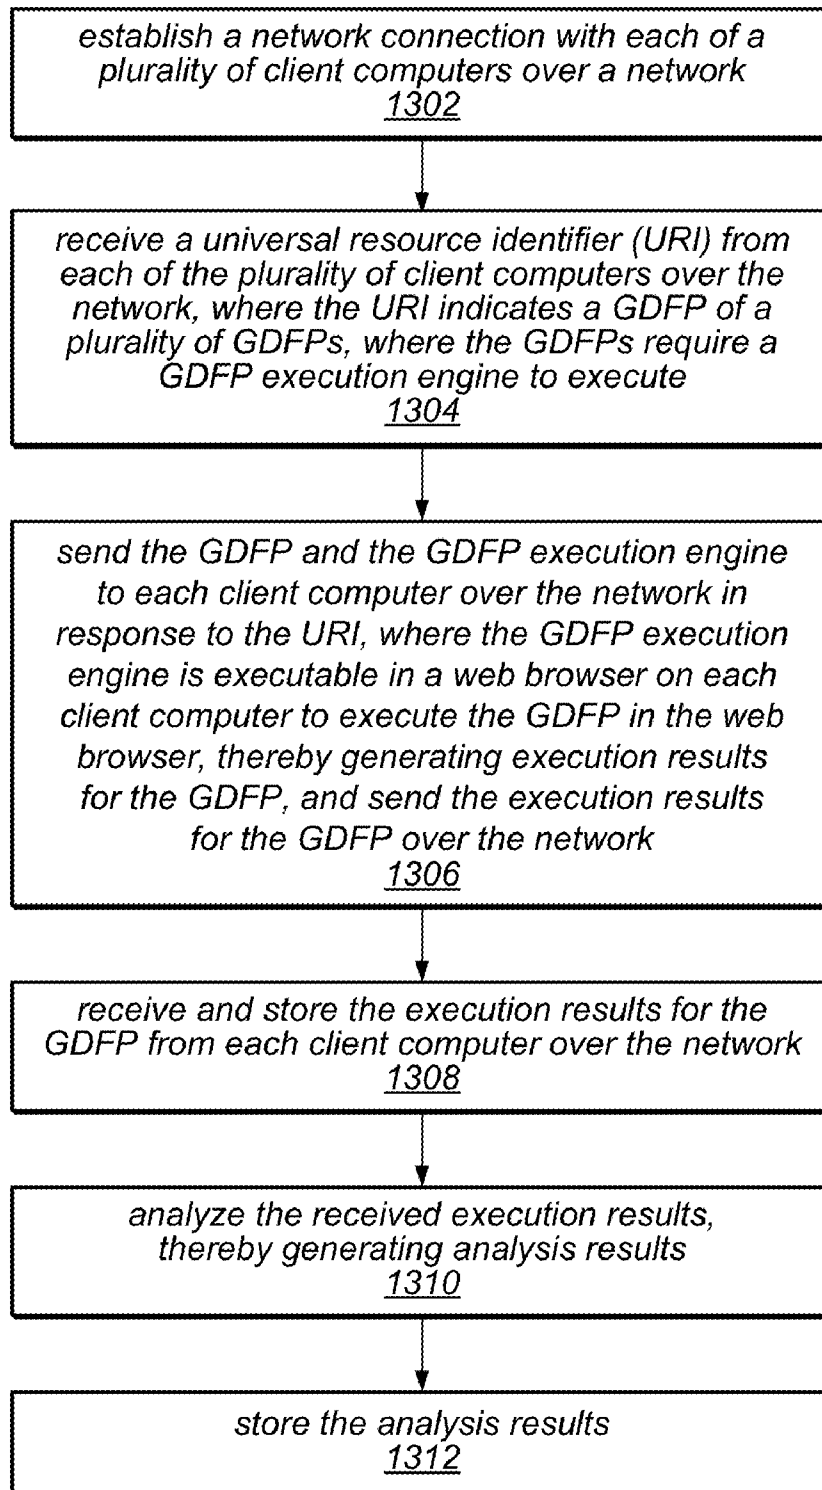 establish a network connection with each of a
plurality of client computers over a network
1302
receive a universal resource identifier (URI) from
each of the plurality of client computers over the
network, where the URI indicates a GDFP of a
plurality of GDFPs, where the GDFPs require a
GDFP execution engine to execute
1304
send the GDFP and the GDFP execution engine
to each client computer over the network in
response to the URI, where the GDFP execution
engine is executable in a web browser on each
client computer to execute the GDFP in the web
browser, thereby generating execution results
for the GDFP, and send the execution results
for the GDFP over the network
1306
receive and store the execution results for the
GDFP from each client computer over the network
1308
analyze the received execution results,
thereby generating analysis results
1310
store the analysis results
1312